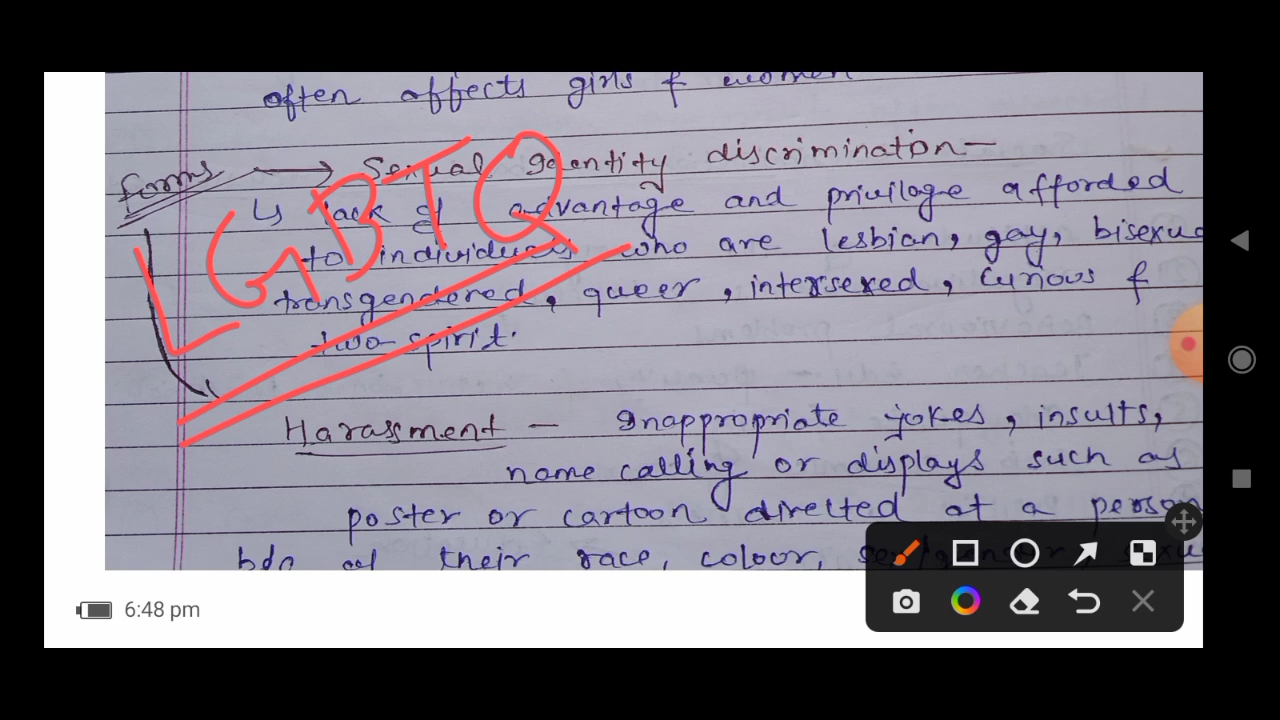 often affects girls & women
forms → Sexual identity discrimination—
↳ lack of advantage and privilage afforded
to individuals who are lesbian, gay, bisexu
transgendered, queer, intersexed, curious &
two spirit.
LGBTQ
Harassment — Inappropriate jokes, insults,
name calling or displays such as
poster or cartoon directed at a person
of their race, colour,
6:48 pm